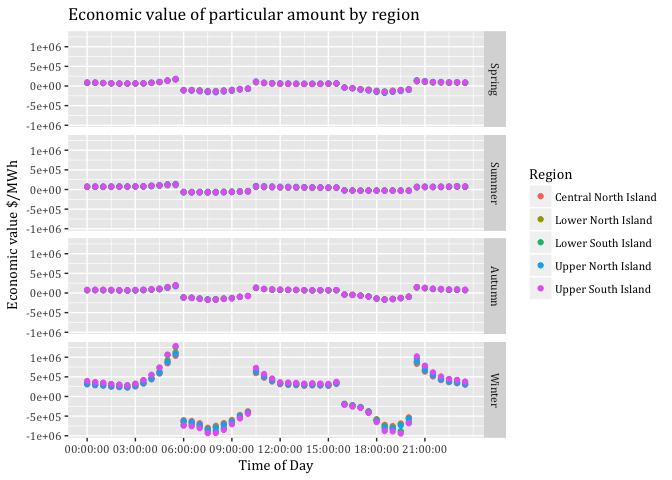 Economic value of particular amount by region
Economic value $/MWh
1e+06
5e+05
0e+00
-5e+05
-1e+06
Spring
1e+06
5e+05
0e+00
-5e+05
-1e+06
Summer
1e+06
5e+05
0e+00
-5e+05
-1e+06
Autumn
1e+06
5e+05
0e+00
-5e+05
-1e+06
Winter
00:00:00 03:00:00 06:00:00 09:00:00 12:00:00 15:00:00 18:00:00 21:00:00
Time of Day
Region
Central North Island
Lower North Island
Lower South Island
Upper North Island
Upper South Island